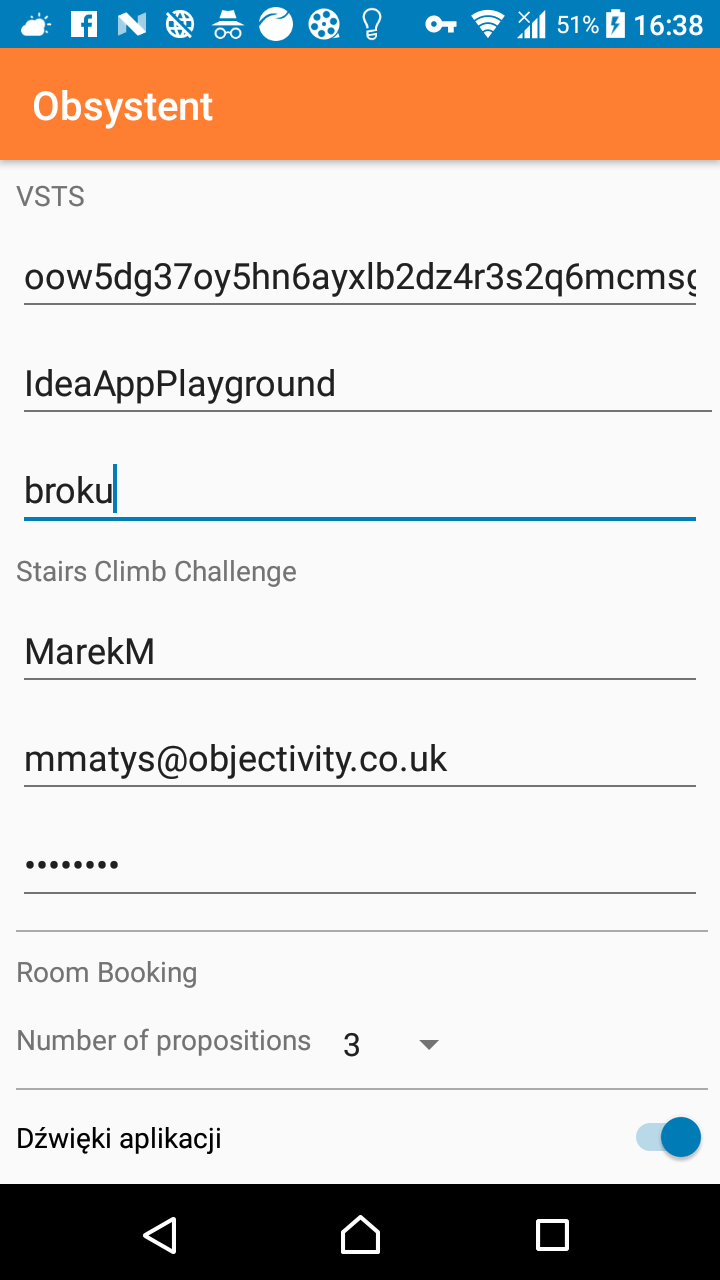 51% 16:38
Obsystent
VSTS
oow5dg37oy5hn6ayxlb2dz4r3s2q6mcmsg
IdeaAppPlayground
broku
Stairs Climb Challenge
MarekM
mmatys@objectivity.co.uk
••••••••
Room Booking
Number of propositions 3
Dźwięki aplikacji